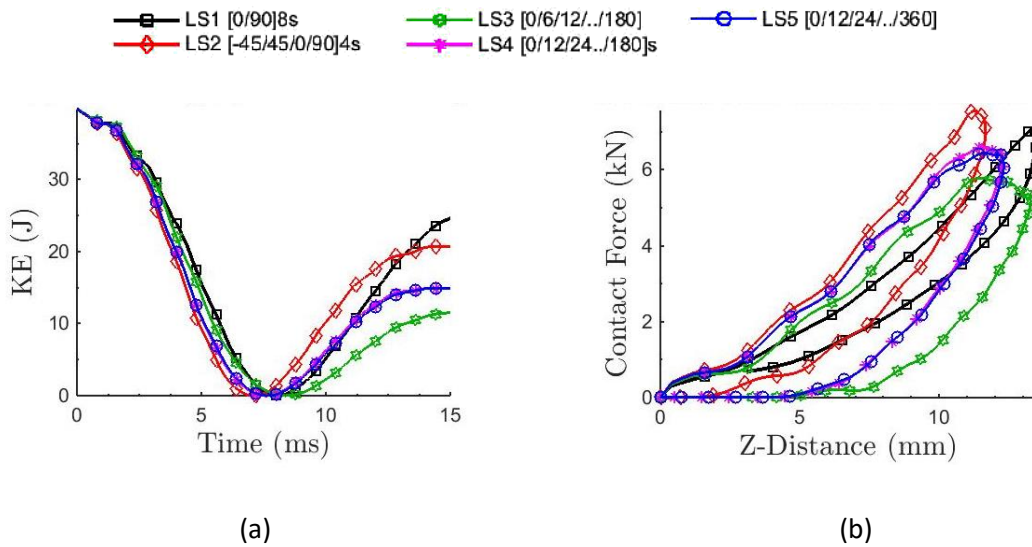 LS1 [0/90]8s LS3 [0/6/12/../180] LS5 [0/12/24/../360]
LS2 [-45/45/0/90]4s LS4 [0/12/24../180]s
KE (J)
30
20
10
0
0 5 10 15
Time (ms)
Contact Force (kN)
6
4
2
0
0 5 10
Z-Distance (mm)
(a) (b)